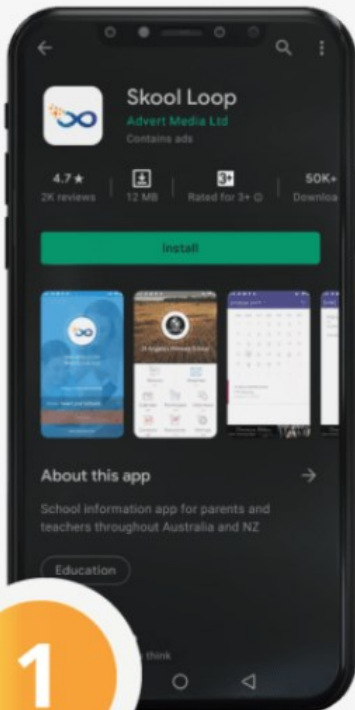 Skool Loop
Advert Media Ltd
Contains ads
4.7 ★
3+
50K+
2K reviews
12 MB
Rated for 3+
Downloa
Install
About this app
School information app for parents and
teachers throughout Australia and NZ
Education
think
1